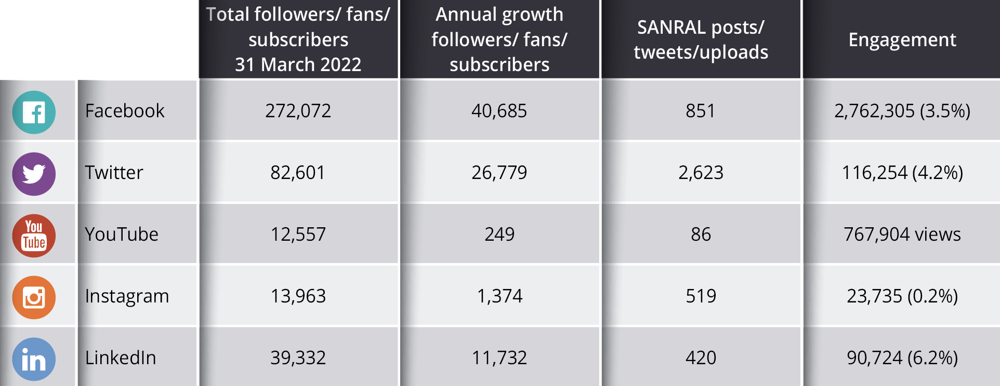 Total followers/ fans/
subscribers
31 March 2022
Annual growth
followers/ fans/
subscribers
SANRAL posts/
tweets/uploads
Engagement
Facebook 272,072 40,685 851 2,762,305 (3.5%)
Twitter 82,601 26,779 2,623 116,254 (4.2%)
You
Tube
YouTube 12,557 249 86 767,904 views
Instagram 13,963 1,374 519 23,735 (0.2%)
in LinkedIn 39,332 11,732 420 90,724 (6.2%)